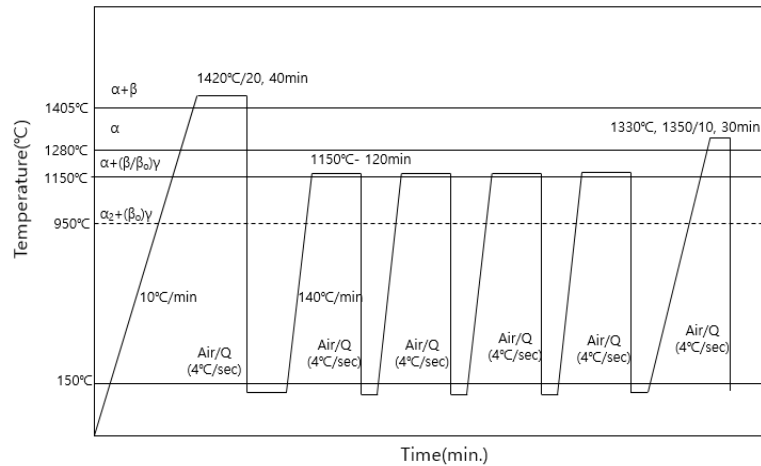 1420℃/20, 40min
α+β
1405℃
1330℃, 1350/10, 30min
α
1280℃
α+(β/βₒ)γ
1150℃- 120min
1150℃
α₂+(βₒ)γ
950℃
Temperature(℃)
10℃/min
140℃/min
Air/Q
(4℃/sec)
Air/Q
(4℃/sec)
Air/Q
(4℃/sec)
Air/Q
(4℃/sec)
Air/Q
(4℃/sec)
Air/Q
(4℃/sec)
150℃
Time(min.)